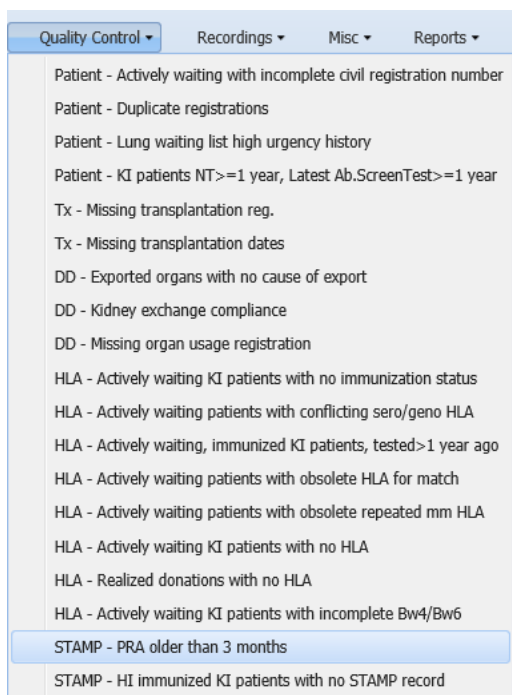 Quality Control ▾ Recordings ▾ Misc ▾ Reports ▾
Patient - Actively waiting with incomplete civil registration number
Patient - Duplicate registrations
Patient - Lung waiting list high urgency history
Patient - KI patients NT>=1 year, Latest Ab.ScreenTest>=1 year
Tx - Missing transplantation reg.
Tx - Missing transplantation dates
DD - Exported organs with no cause of export
DD - Kidney exchange compliance
DD - Missing organ usage registration
HLA - Actively waiting KI patients with no immunization status
HLA - Actively waiting patients with conflicting sero/geno HLA
HLA - Actively waiting, immunized KI patients, tested>1 year ago
HLA - Actively waiting patients with obsolete HLA for match
HLA - Actively waiting patients with obsolete repeated mm HLA
HLA - Actively waiting KI patients with no HLA
HLA - Realized donations with no HLA
HLA - Actively waiting KI patients with incomplete Bw4/Bw6
STAMP - PRA older than 3 months
STAMP - HI immunized KI patients with no STAMP record